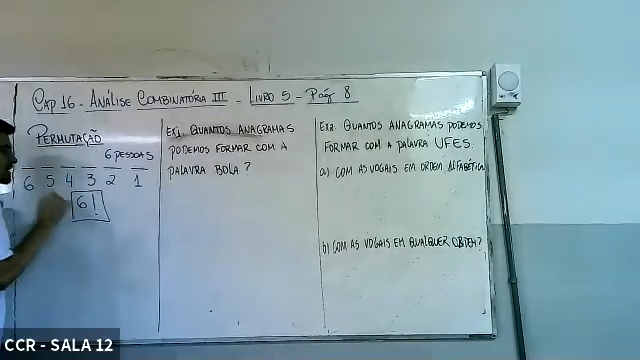 CAP 16 - ANÁLISE COMBINATÓRIA III - LIVRO 5 - PÁG 8
PERMUTAÇÃO
6 PESSOAS
6 5 4 3 2 1
6!
EX1. QUANTOS ANAGRAMAS
PODEMOS FORMAR COM A
PALAVRA BOLA?
EX2. QUANTOS ANAGRAMAS PODEMOS
FORMAR COM A PALAVRA UFES.
a) COM AS VOGAIS EM ORDEM ALFABÉTICA
b) COM AS VOGAIS EM QUALQUER ORDEM?
CCR - SALA 12